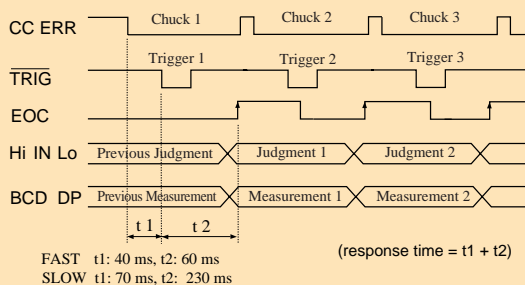 CC ERR Chuck 1 Chuck 2 Chuck 3
TRIG Trigger 1 Trigger 2 Trigger 3
EOC
Hi IN Lo Previous Judgment Judgment 1 Judgment 2
BCD DP Previous Measurement Measurement 1 Measurement 2
t 1 t 2
FAST t1: 40 ms, t2: 60 ms (response time = t1 + t2)
SLOW t1: 70 ms, t2: 230 ms